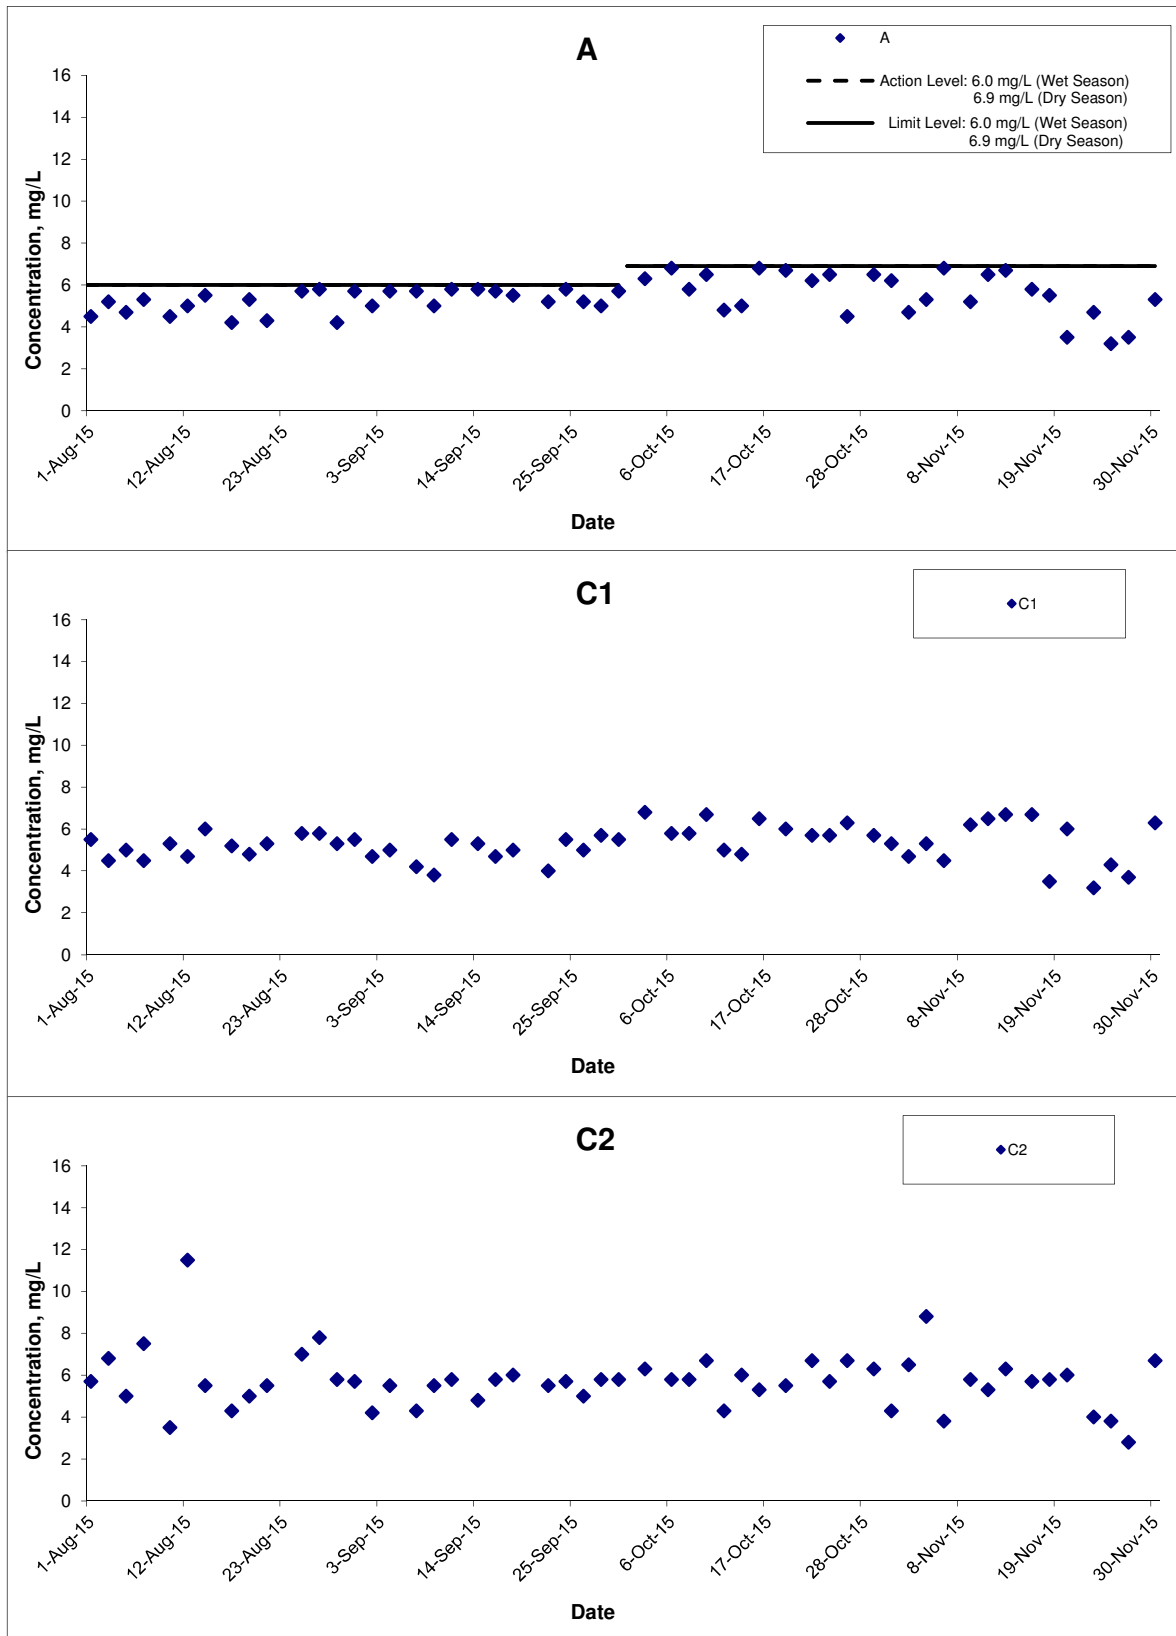 A
A
Action Level: 6.0 mg/L (Wet Season)
6.9 mg/L (Dry Season)
Limit Level: 6.0 mg/L (Wet Season)
6.9 mg/L (Dry Season)
Concentration, mg/L
16
14
12
10
8
6
4
2
0
1-Aug-15
12-Aug-15
23-Aug-15
3-Sep-15
14-Sep-15
25-Sep-15
6-Oct-15
17-Oct-15
28-Oct-15
8-Nov-15
19-Nov-15
30-Nov-15
Date
C1
C1
Concentration, mg/L
16
14
12
10
8
6
4
2
0
1-Aug-15
12-Aug-15
23-Aug-15
3-Sep-15
14-Sep-15
25-Sep-15
6-Oct-15
17-Oct-15
28-Oct-15
8-Nov-15
19-Nov-15
30-Nov-15
Date
C2
C2
Concentration, mg/L
16
14
12
10
8
6
4
2
0
1-Aug-15
12-Aug-15
23-Aug-15
3-Sep-15
14-Sep-15
25-Sep-15
6-Oct-15
17-Oct-15
28-Oct-15
8-Nov-15
19-Nov-15
30-Nov-15
Date